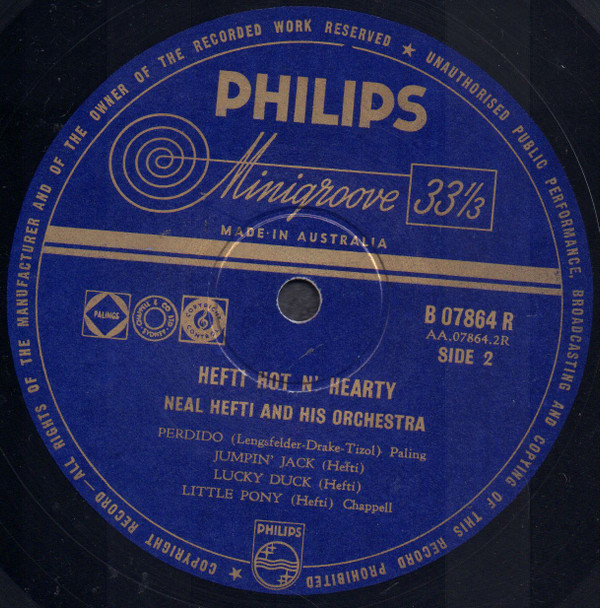 COPYRIGHT RECORD—ALL RIGHTS OF THE MANUFACTURER AND OF THE OWNER OF THE RECORDED WORK RESERVED ★ UNAUTHORISED PUBLIC PERFORMANCE, BROADCASTING AND COPYING OF THIS RECORD PROHIBITED ★
PHILIPS
Minigroove 33⅓
MADE·IN AUSTRALIA
PALINGS
COPYRIGHT CONTROL
B 07864 R
AA.07864.2R
SIDE 2
HEFTI HOT N' HEARTY
NEAL HEFTI AND HIS ORCHESTRA
PERDIDO (Lengsfelder-Drake-Tizol) Paling
JUMPIN' JACK (Hefti)
LUCKY DUCK (Hefti)
LITTLE PONY (Hefti) Chappell
PHILIPS